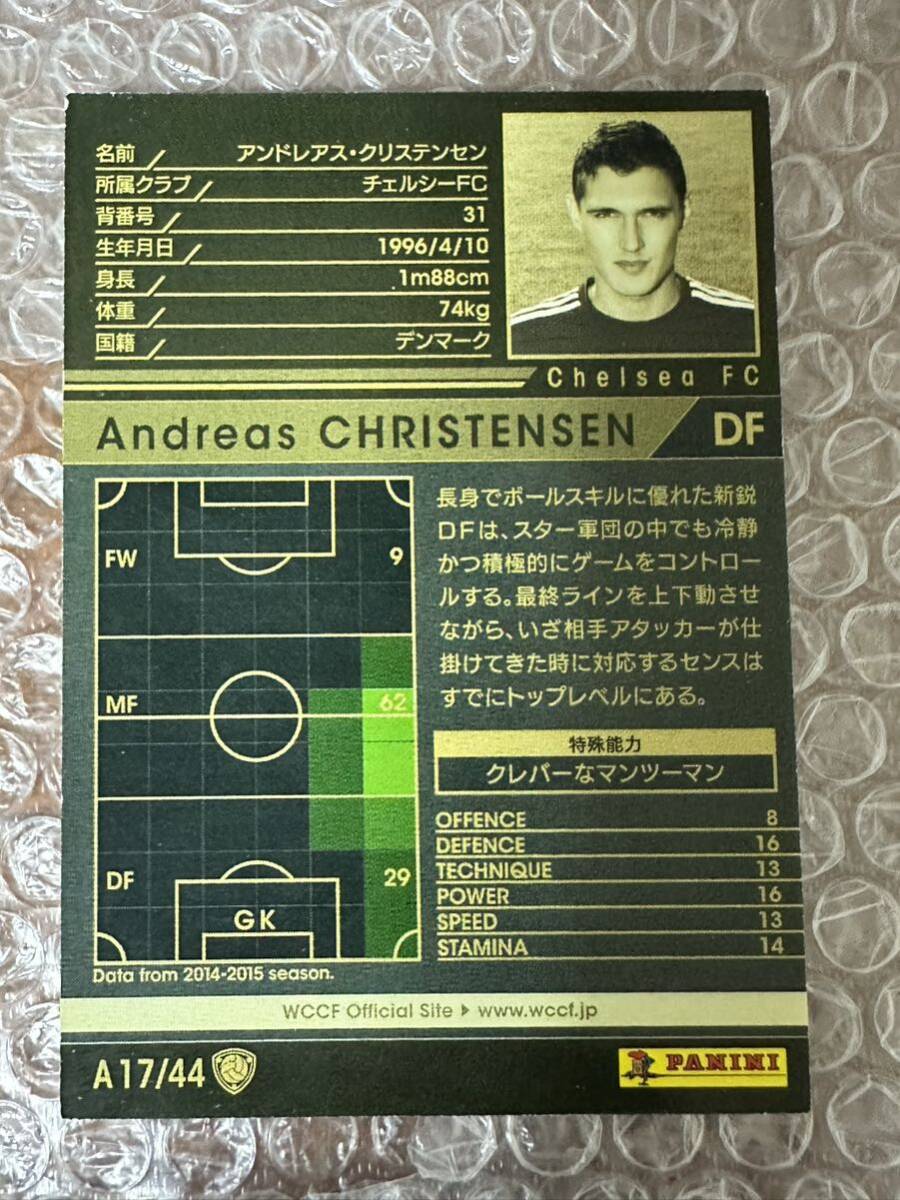 名前 アンドレアス・クリステンセン
所属クラブ チェルシーFC
背番号 31
生年月日 1996/4/10
身長 1m88cm
体重 74kg
国籍 デンマーク
Chelsea FC
Andreas CHRISTENSEN DF
FW 9
MF 62
DF 29
GK
Data from 2014-2015 season.
長身でボールスキルに優れた新鋭
DFは、スター軍団の中でも冷静
かつ積極的にゲームをコントロー
ルする。最終ラインを上下動させ
ながら、いざ相手アタッカーが仕
掛けてきた時に対応するセンスは
すでにトップレベルにある。
特殊能力
クレバーなマンツーマン
OFFENCE 8
DEFENCE 16
TECHNIQUE 13
POWER 16
SPEED 13
STAMINA 14
WCCF Official Site ▶ www.wccf.jp
A17/44
PANINI